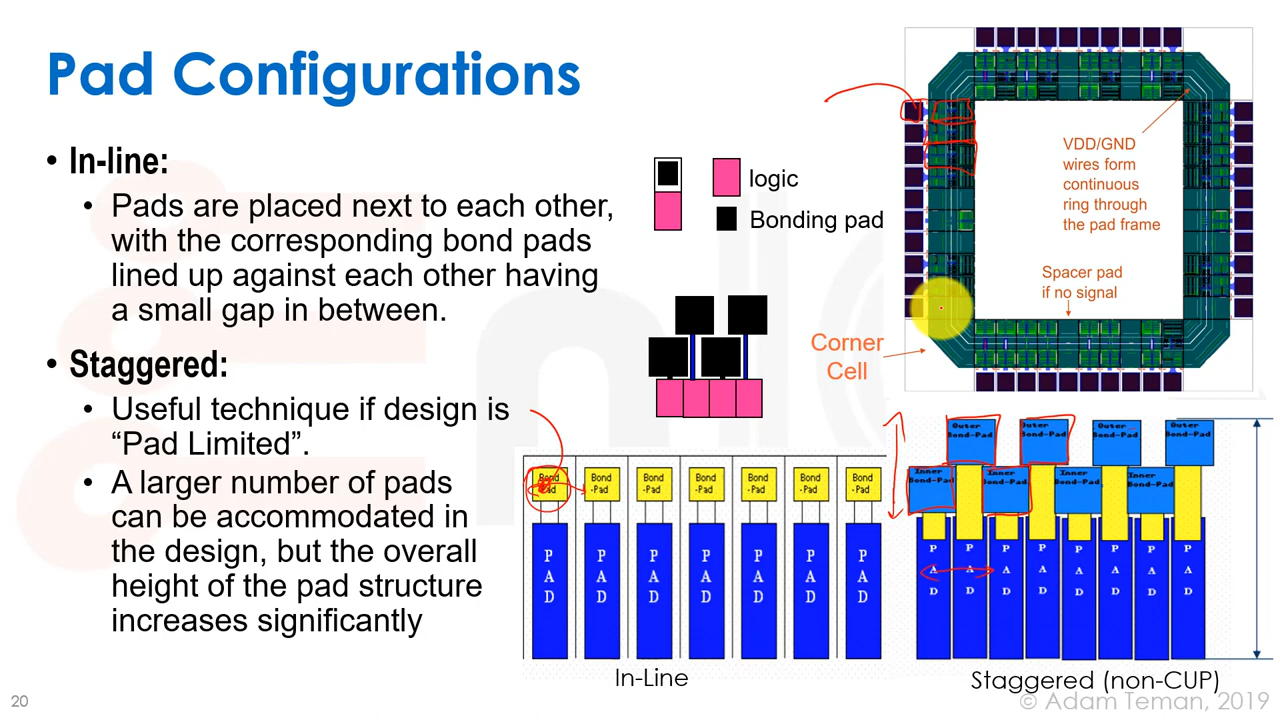 Pad Configurations
• In-line:
• Pads are placed next to each other,
with the corresponding bond pads
lined up against each other having
a small gap in between.
• Staggered:
• Useful technique if design is
“Pad Limited”.
• A larger number of pads
can be accommodated in
the design, but the overall
height of the pad structure
increases significantly
logic
Bonding pad
VDD/GND
wires form
continuous
ring through
the pad frame
Spacer pad
if no signal
Corner
Cell
Bond
Pad
Bond
-Pad
Bond
-Pad
Bond
-Pad
Bond
-Pad
Bond
-Pad
Bond
-Pad
PAD
PAD
PAD
PAD
PAD
PAD
PAD
In-Line
Outer
Bond-Pad
Outer
Bond-Pad
Outer
Bond-Pad
Outer
Bond-Pad
Inner
Bond-Pad
Inner
Bond-Pad
Inner
Bond-Pad
Inner
Bond-Pad
PAD
PAD
PAD
PAD
PAD
PAD
PAD
PAD
Staggered (non-CUP)
20
© Adam Teman, 2019